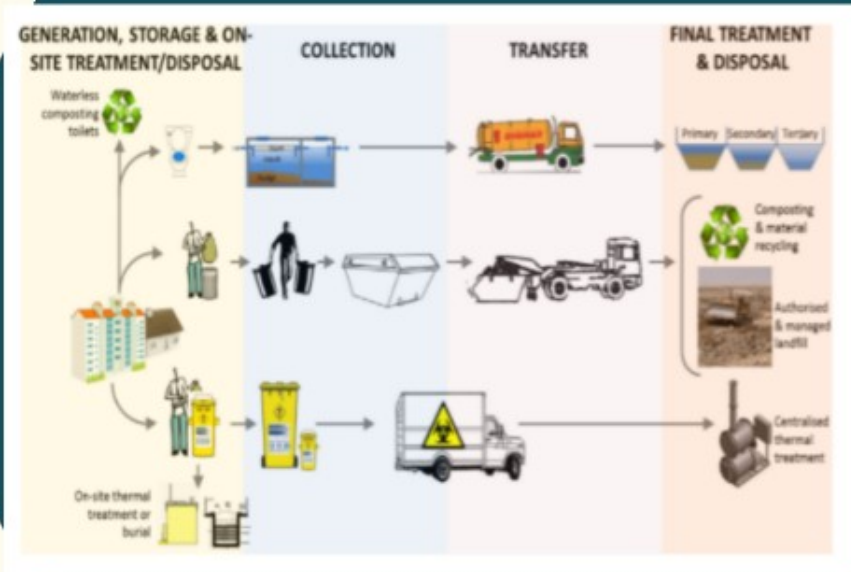 GENERATION, STORAGE & ON-
SITE TREATMENT/DISPOSAL
COLLECTION
TRANSFER
FINAL TREATMENT
& DISPOSAL
Waterless
composting
toilets
Primary
Secondary
Tertiary
Composting
& material
recycling
Authorised
& managed
landfill
Centralised
thermal
treatment
On-site thermal
treatment or
burial